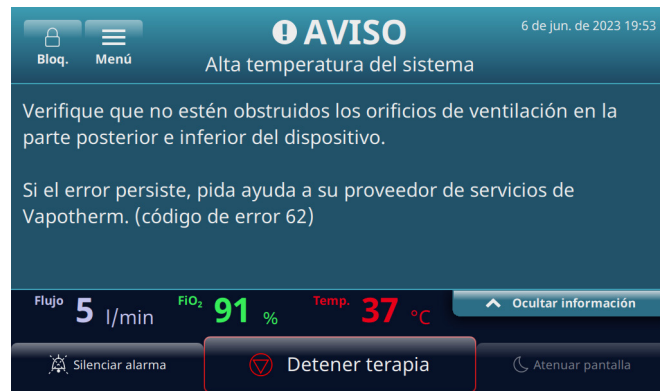 Bloq.
Menú
AVISO
Alta temperatura del sistema
6 de jun. de 2023 19:53
Verifique que no estén obstruidos los orificios de ventilación en la
parte posterior e inferior del dispositivo.
Si el error persiste, pida ayuda a su proveedor de servicios de
Vapotherm. (código de error 62)
Flujo 5 l/min FiO₂ 91 % Temp. 37 °C Ocultar información
Silenciar alarma Detener terapia Atenuar pantalla